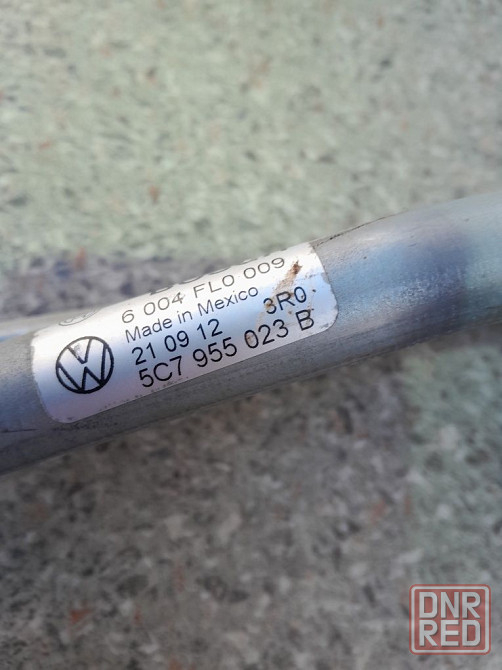 6 004 FL0 009
Made in Mexico
21 09 12 3R0
5C7 955 023 B
DNR
RED